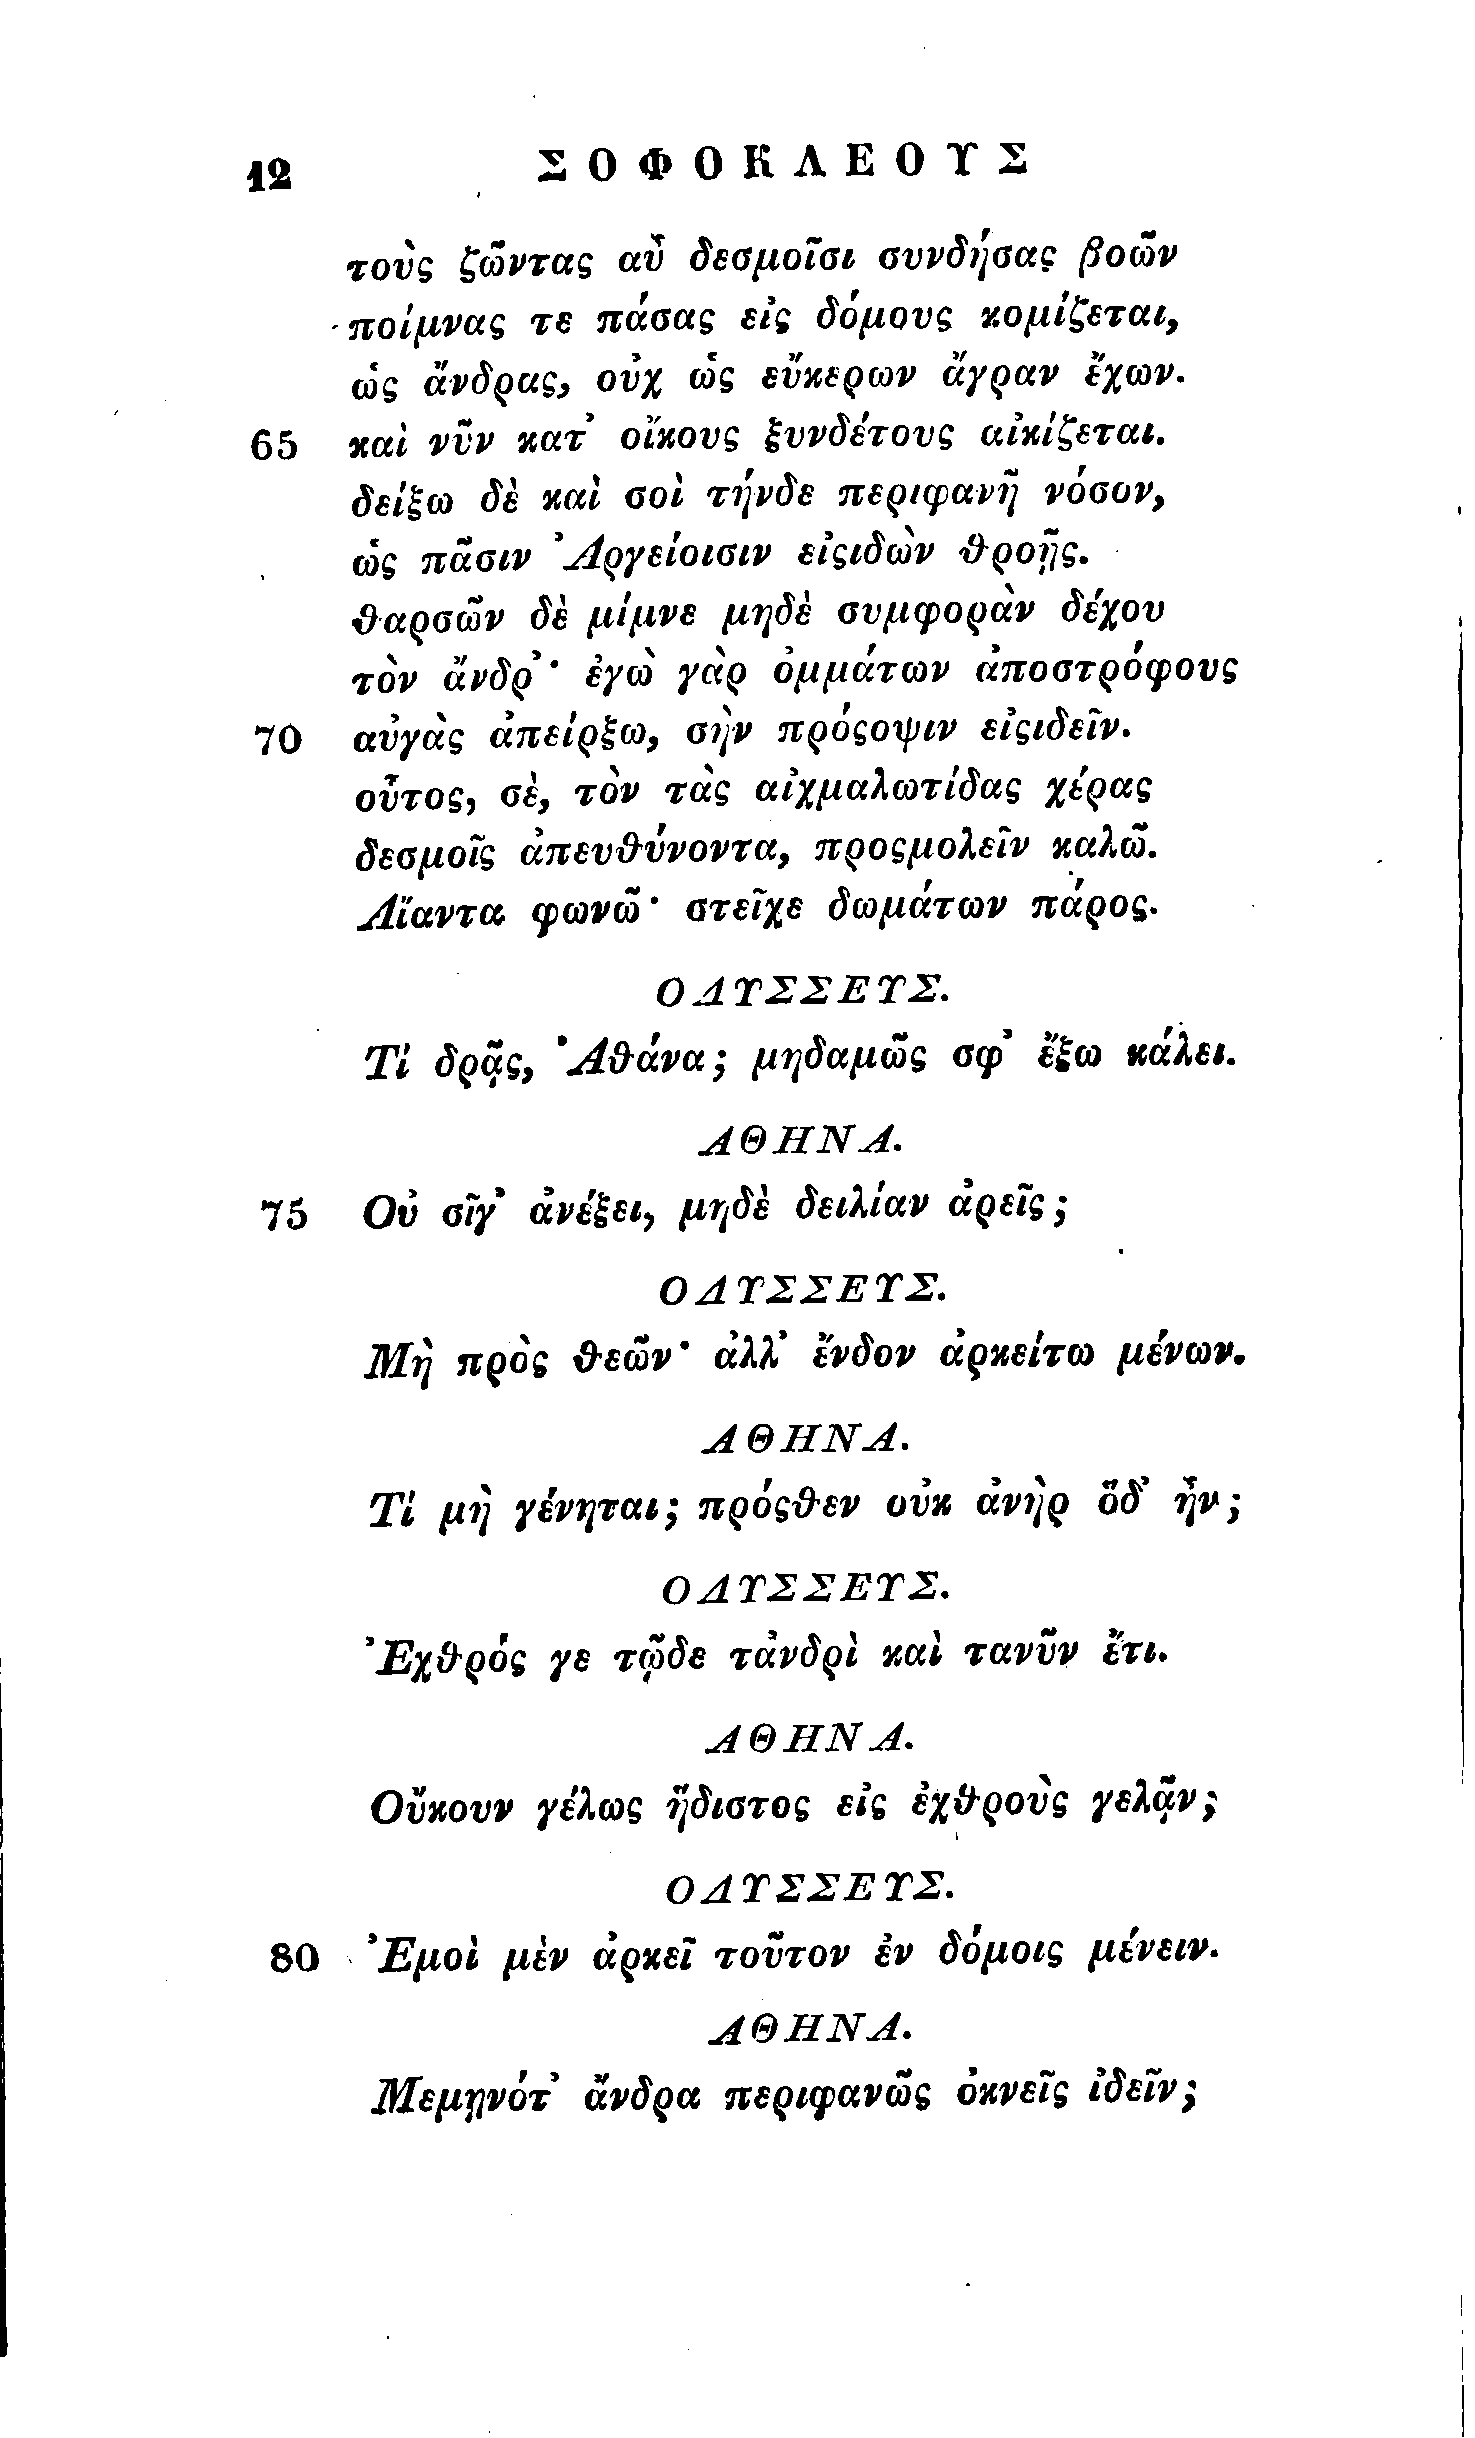 12 ΣΟΦΟΚΛΕΟΥΣ
τοὺς ζῶντας αὖ δεσμοῖσι συνδήσας βοῶν
ποίμνας τε πάσας εἰς δόμους κομίζεται,
ὡς ἄνδρας, οὐχ ὡς εὔκερων ἄγραν ἔχων.
65 καὶ νῦν κατ᾽ οἴκους ξυνδέτους αἰκίζεται.
δείξω δὲ καὶ σοὶ τήνδε περιφανῆ νόσον,
ὡς πᾶσιν Ἀργείοισιν εἰςιδὼν ϑροῇς.
ϑαρσῶν δὲ μίμνε μηδὲ συμφορὰν δέχου
τὸν ἄνδρ᾽· ἐγὼ γὰρ ὀμμάτων ἀποστρόφους
70 αὐγὰς ἀπείρξω, σὴν πρόςοψιν εἰςιδεῖν.
οὗτος, σὲ, τὸν τὰς αἰχμαλωτίδας χέρας
δεσμοῖς ἀπευϑύνοντα, προςμολεῖν καλῶ.
Αἴαντα φωνῶ· στεῖχε δωμάτων πάρος.
ΟΔΥΣΣΕΥΣ.
Τί δρᾷς, Ἀϑάνα; μηδαμῶς σφ᾽ ἔξω κάλει.
ΑΘΗΝΑ.
75 Οὐ σῖγ᾽ ἀνέξει, μηδὲ δειλίαν ἀρεῖς;
ΟΔΥΣΣΕΥΣ.
Μὴ πρὸς ϑεῶν· ἀλλ᾽ ἔνδον ἀρκείτω μένων.
ΑΘΗΝΑ.
Τί μὴ γένηται; πρόςϑεν οὐκ ἀνὴρ ὅδ᾽ ἦν;
ΟΔΥΣΣΕΥΣ.
Ἐχϑρός γε τῷδε τἀνδρὶ καὶ τανῦν ἔτι.
ΑΘΗΝΑ.
Οὔκουν γέλως ἥδιστος εἰς ἐχϑροὺς γελᾷν;
ΟΔΥΣΣΕΥΣ.
80 Ἐμοὶ μὲν ἀρκεῖ τοῦτον ἐν δόμοις μένειν.
ΑΘΗΝΑ.
Μεμηνότ᾽ ἄνδρα περιφανῶς ὀκνεῖς ἰδεῖν;